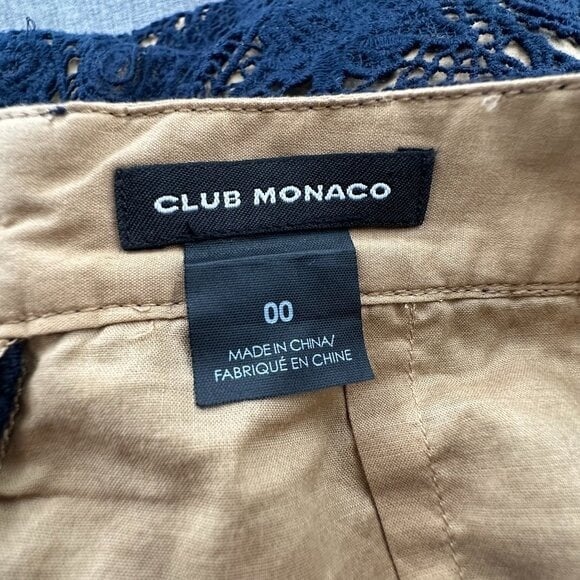 CLUB MONACO
00
MADE IN CHINA/
FABRIQUÉ EN CHINE